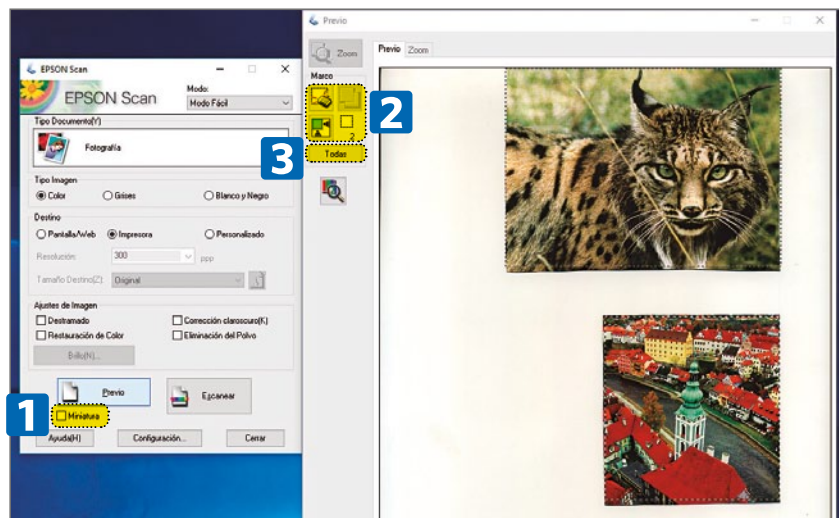 EPSON Scan
EPSON Scan
Modo:
Modo Fácil
Tipo Documento(Y)
Fotografía
3
Tipo Imagen
Color
Grises
Blanco y Negro
Destino
Pantalla/Web
Impresora
Personalizado
Resolución:
300
ppp
Tamaño Destino(Z):
Original
Ajustes de Imagen
Destramado
Corrección claroscuro(K)
Restauración de Color
Eliminación del Polvo
Brillo(N)...
Previo
Escanear
1
Miniatura
Ayuda(H)
Configuración...
Cerrar
Previo
Zoom
Previo
Zoom
Marco
2
2
Todas